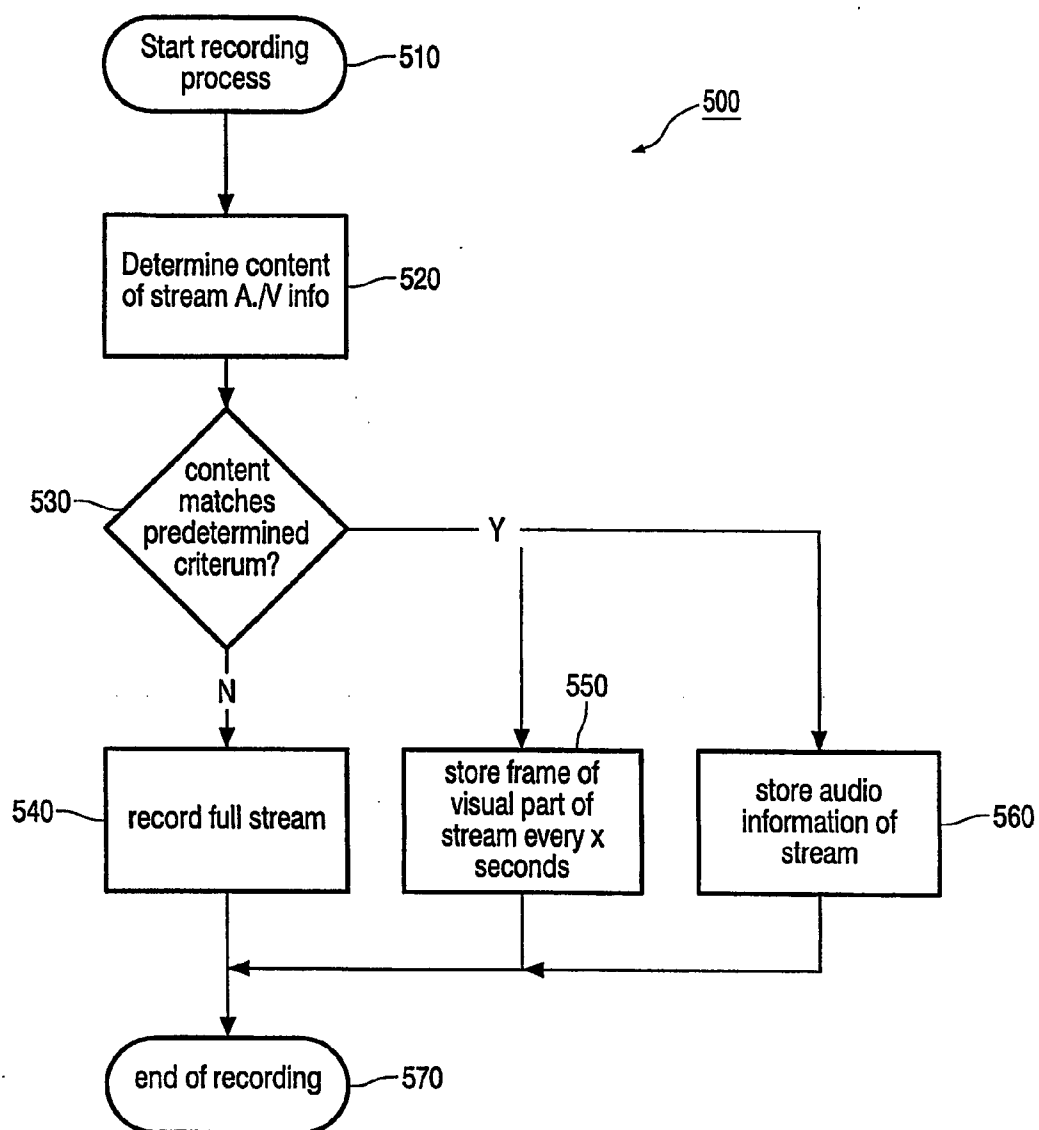 Start recording
process
510
500
Determine content
of stream A./V info
520
content
matches
predetermined
criterum?
530
Y
N
550
540
record full stream
store frame of
visual part of
stream every x
seconds
store audio
information of
stream
560
end of recording
570